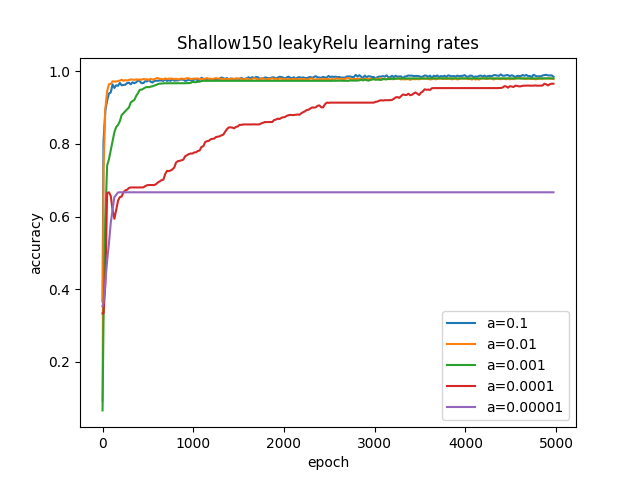 Shallow150 leakyRelu learning rates
1.0
0.8
0.6
0.4
0.2
accuracy
0 1000 2000 3000 4000 5000
epoch
a=0.1
a=0.01
a=0.001
a=0.0001
a=0.00001